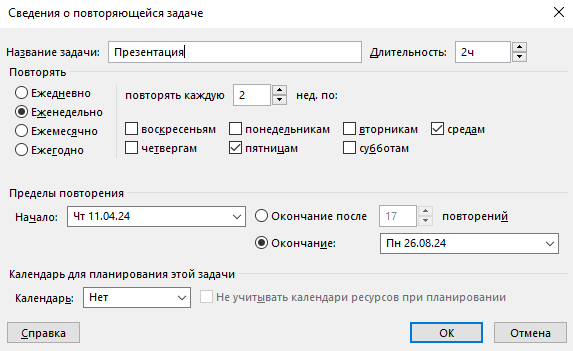 Сведения о повторяющейся задаче
Название задачи: Презентация Длительность: 2ч
Повторять
Ежедневно повторять каждую 2 нед. по:
Еженедельно
Ежемесячно воскресеньям понедельникам вторникам средам
Ежегодно четвергам пятницам субботам
Пределы повторения
Начало: Чт 11.04.24 Окончание после 17 повторений
Окончание: Пн 26.08.24
Календарь для планирования этой задачи
Календарь: Нет Не учитывать календари ресурсов при планировании
Справка ОК Отмена